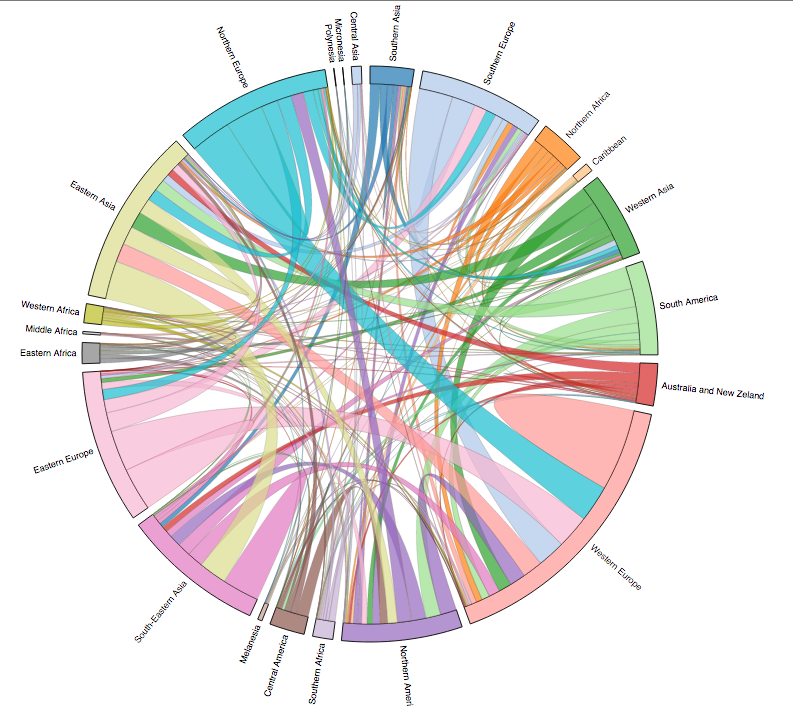 Northern Europe
Polynesia
Micronesia
Central Asia
Southern Asia
Southern Europe
Northern Africa
Caribbean
Western Asia
South America
Australia and New Zeland
Western Europe
Northern Ameri
Southern Africa
Central America
Melanesia
South-Eastern Asia
Eastern Europe
Eastern Africa
Middle Africa
Western Africa
Eastern Asia